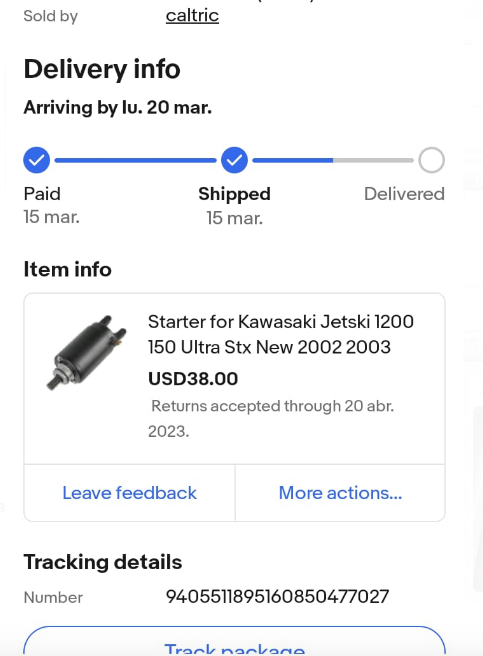 Sold by caltric
Delivery info
Arriving by lu. 20 mar.
Paid Shipped Delivered
15 mar. 15 mar.
Item info
Starter for Kawasaki Jetski 1200
150 Ultra Stx New 2002 2003
USD38.00
Returns accepted through 20 abr.
2023.
Leave feedback More actions...
Tracking details
Number 9405511895160850477027
Track package